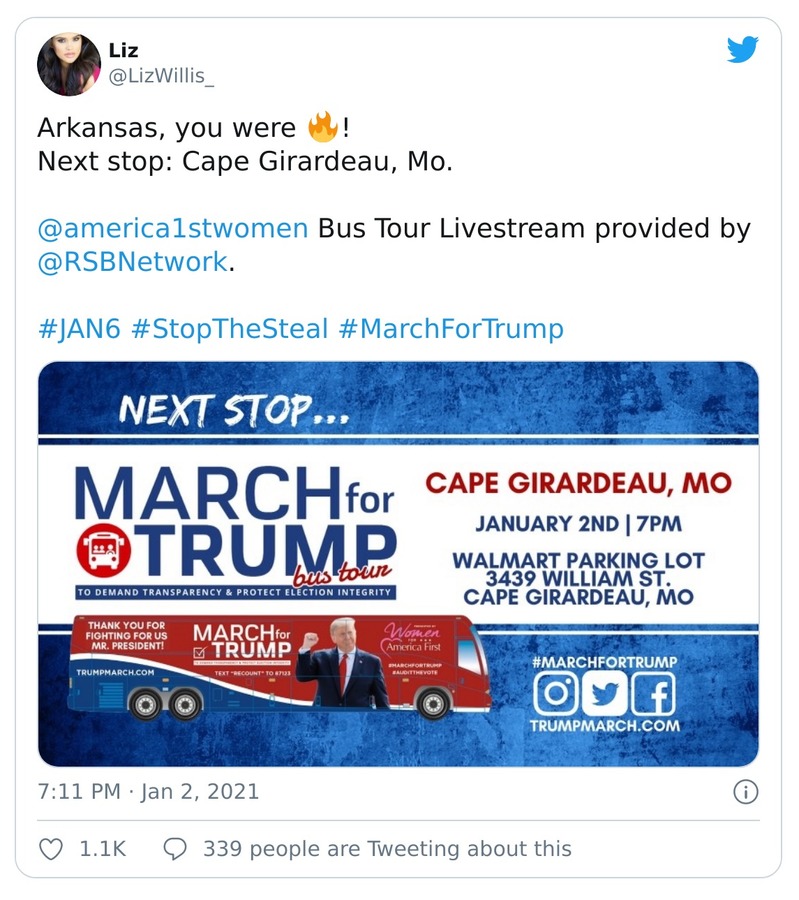 Liz
@LizWillis_
Arkansas, you were 🔥!
Next stop: Cape Girardeau, Mo.
@america1stwomen Bus Tour Livestream provided by
@RSBNetwork.
#JAN6 #StopTheSteal #MarchForTrump
NEXT STOP...
MARCH for
TRUMP
bus tour
TO DEMAND TRANSPARENCY & PROTECT ELECTION INTEGRITY
CAPE GIRARDEAU, MO
JANUARY 2ND | 7PM
WALMART PARKING LOT
3439 WILLIAM ST.
CAPE GIRARDEAU, MO
THANK YOU FOR
FIGHTING FOR US
MR. PRESIDENT!
TRUMPMARCH.COM
MARCH for
TRUMP
TEXT "RECOUNT" TO 87123
PRESENTED BY
Women
FOR
America First
#MARCHFORTRUMP
#AUDITTHEVOTE
#MARCHFORTRUMP
TRUMPMARCH.COM
7:11 PM · Jan 2, 2021
1.1K
339 people are Tweeting about this